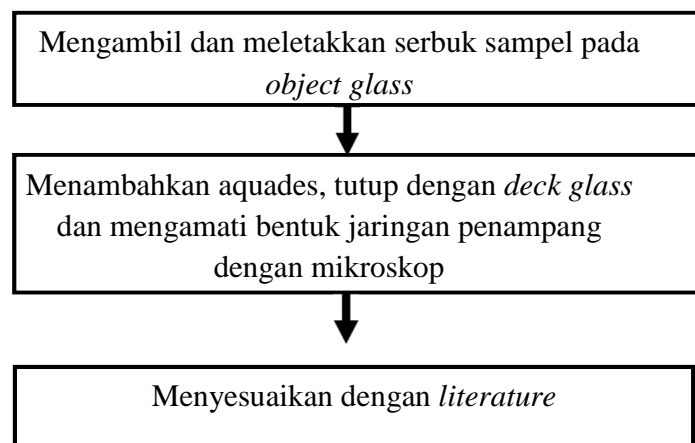 Mengambil dan meletakkan serbuk sampel pada
object glass
Menambahkan aquades, tutup dengan deck glass
dan mengamati bentuk jaringan penampang
dengan mikroskop
Menyesuaikan dengan literature